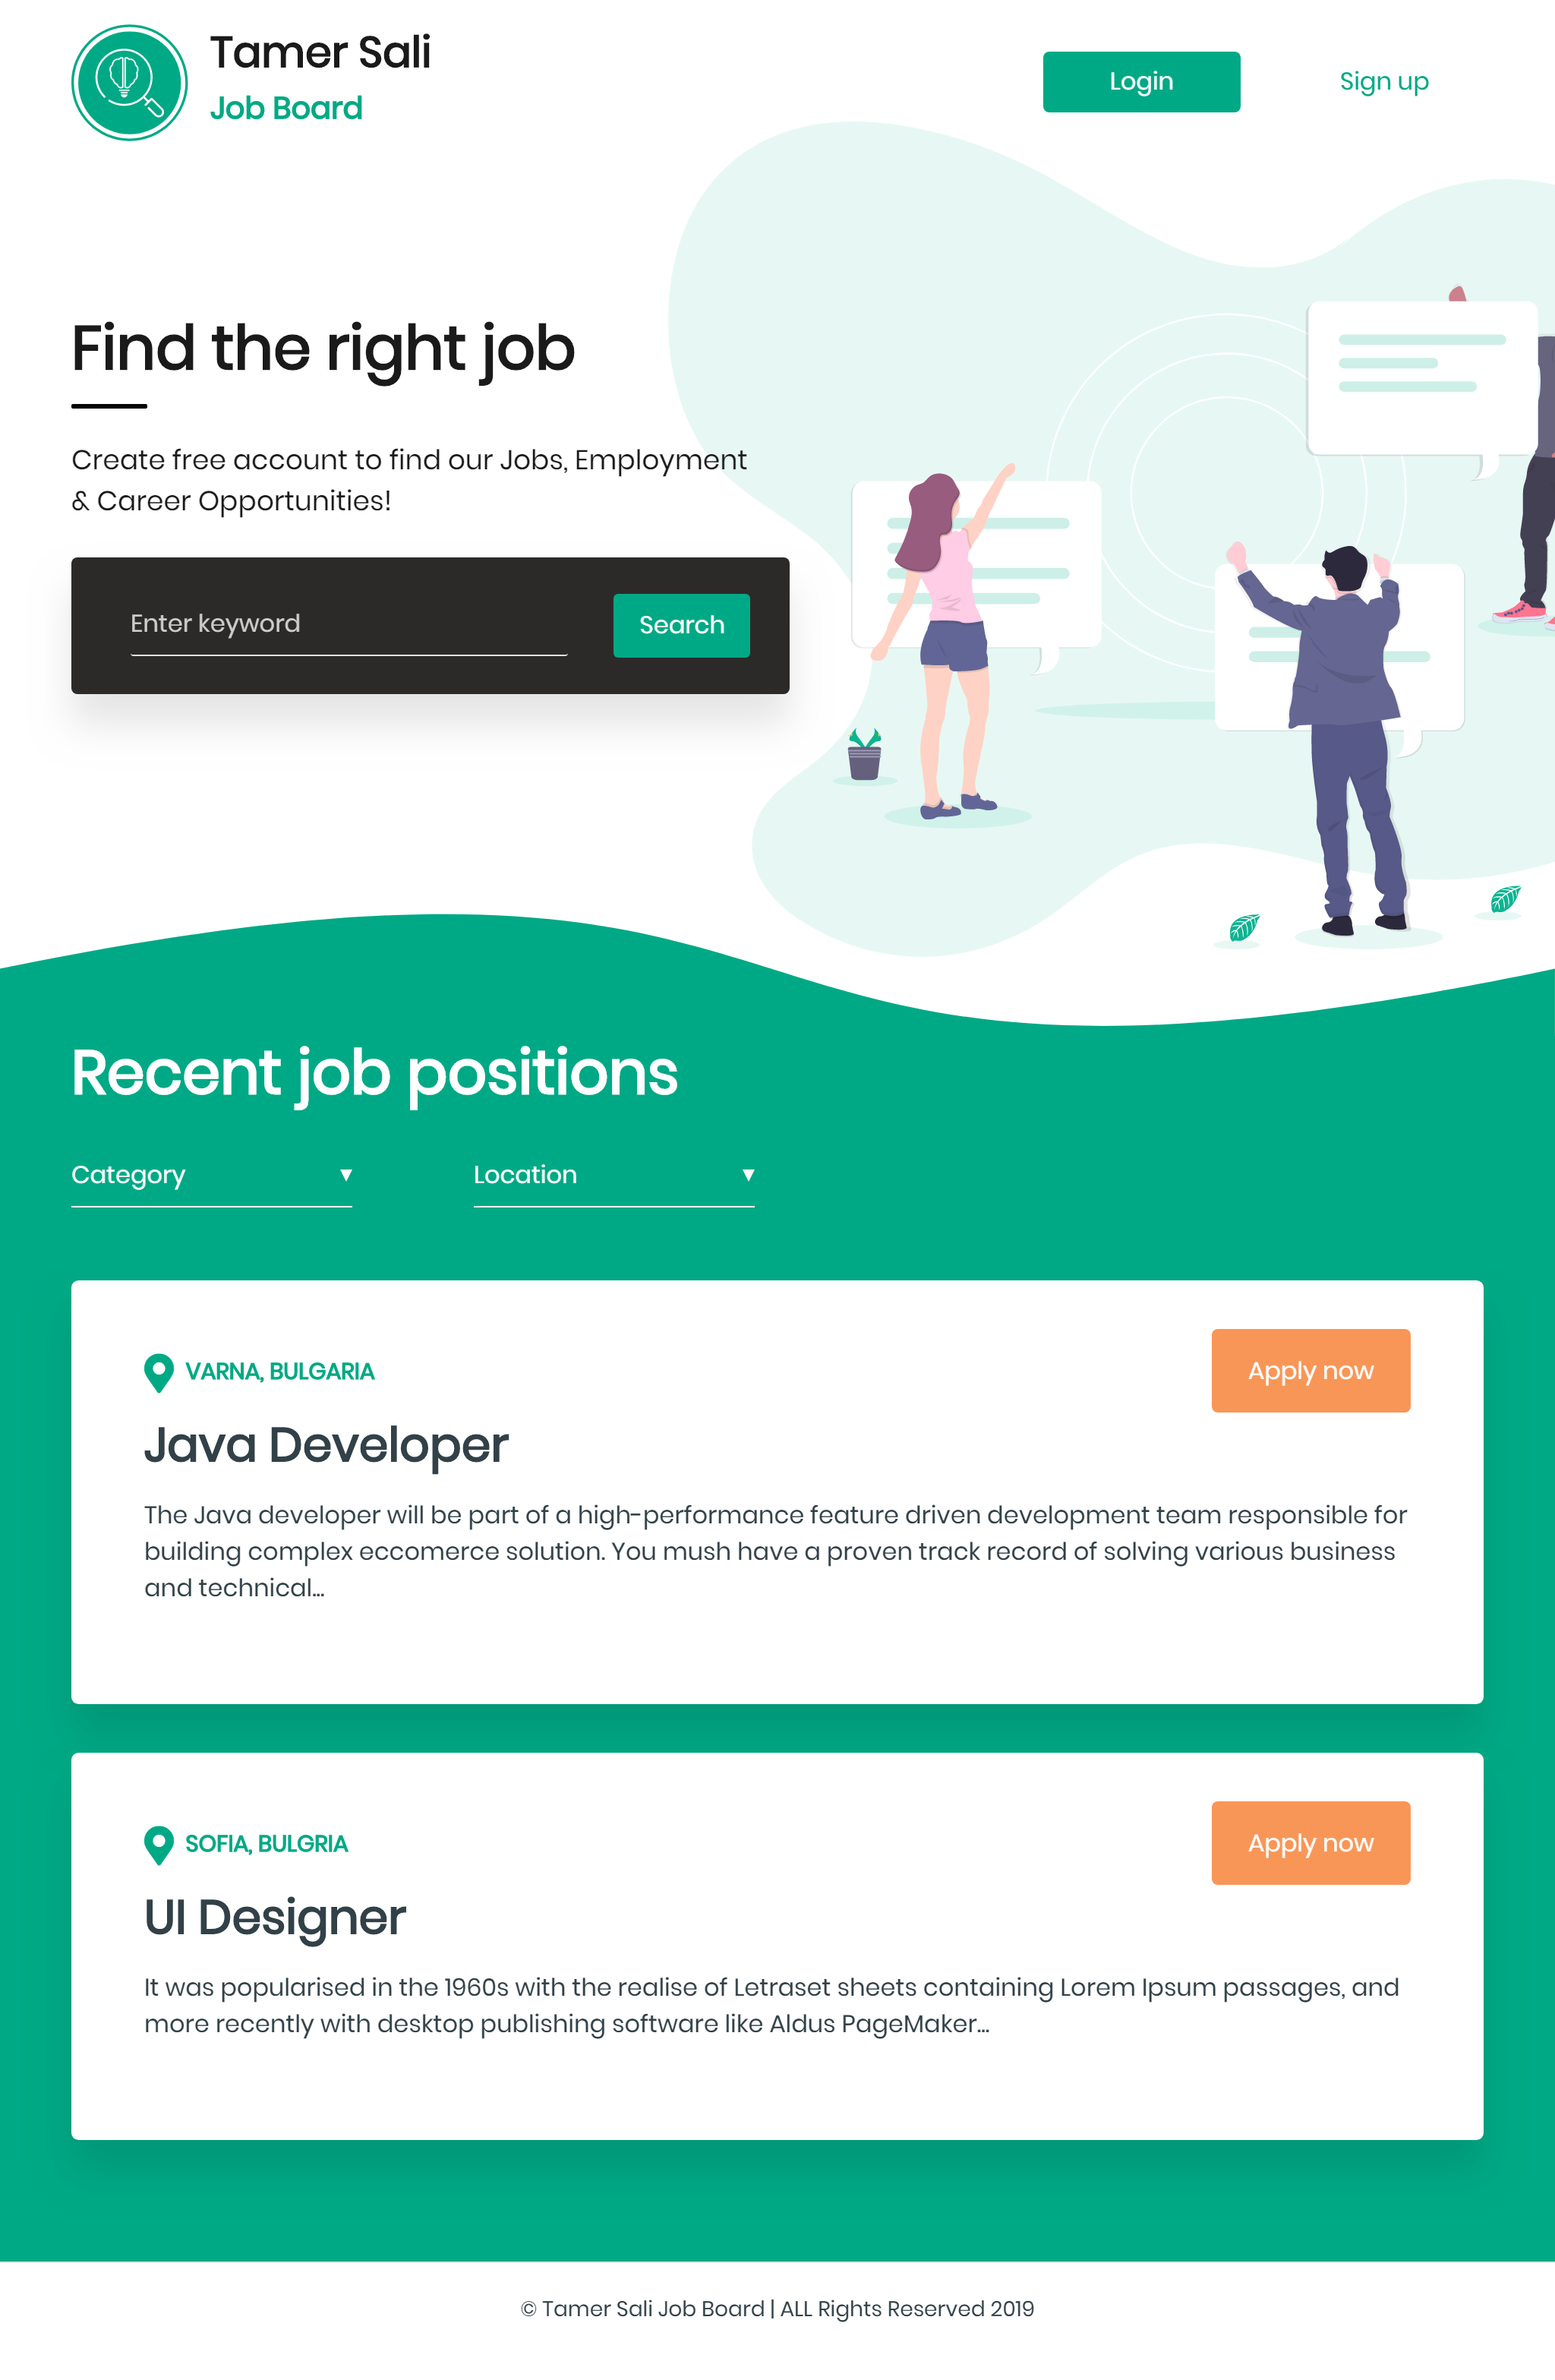 Tamer Sali
Job Board
Login
Sign up
Find the right job
Create free account to find our Jobs, Employment
& Career Opportunities!
Enter keyword
Search
Recent job positions
Category
Location
VARNA, BULGARIA
Apply now
Java Developer
The Java developer will be part of a high-performance feature driven development team responsible for
building complex eccomerce solution. You mush have a proven track record of solving various business
and technical...
SOFIA, BULGRIA
Apply now
UI Designer
It was popularised in the 1960s with the realise of Letraset sheets containing Lorem Ipsum passages, and
more recently with desktop publishing software like Aldus PageMaker...
© Tamer Sali Job Board | ALL Rights Reserved 2019